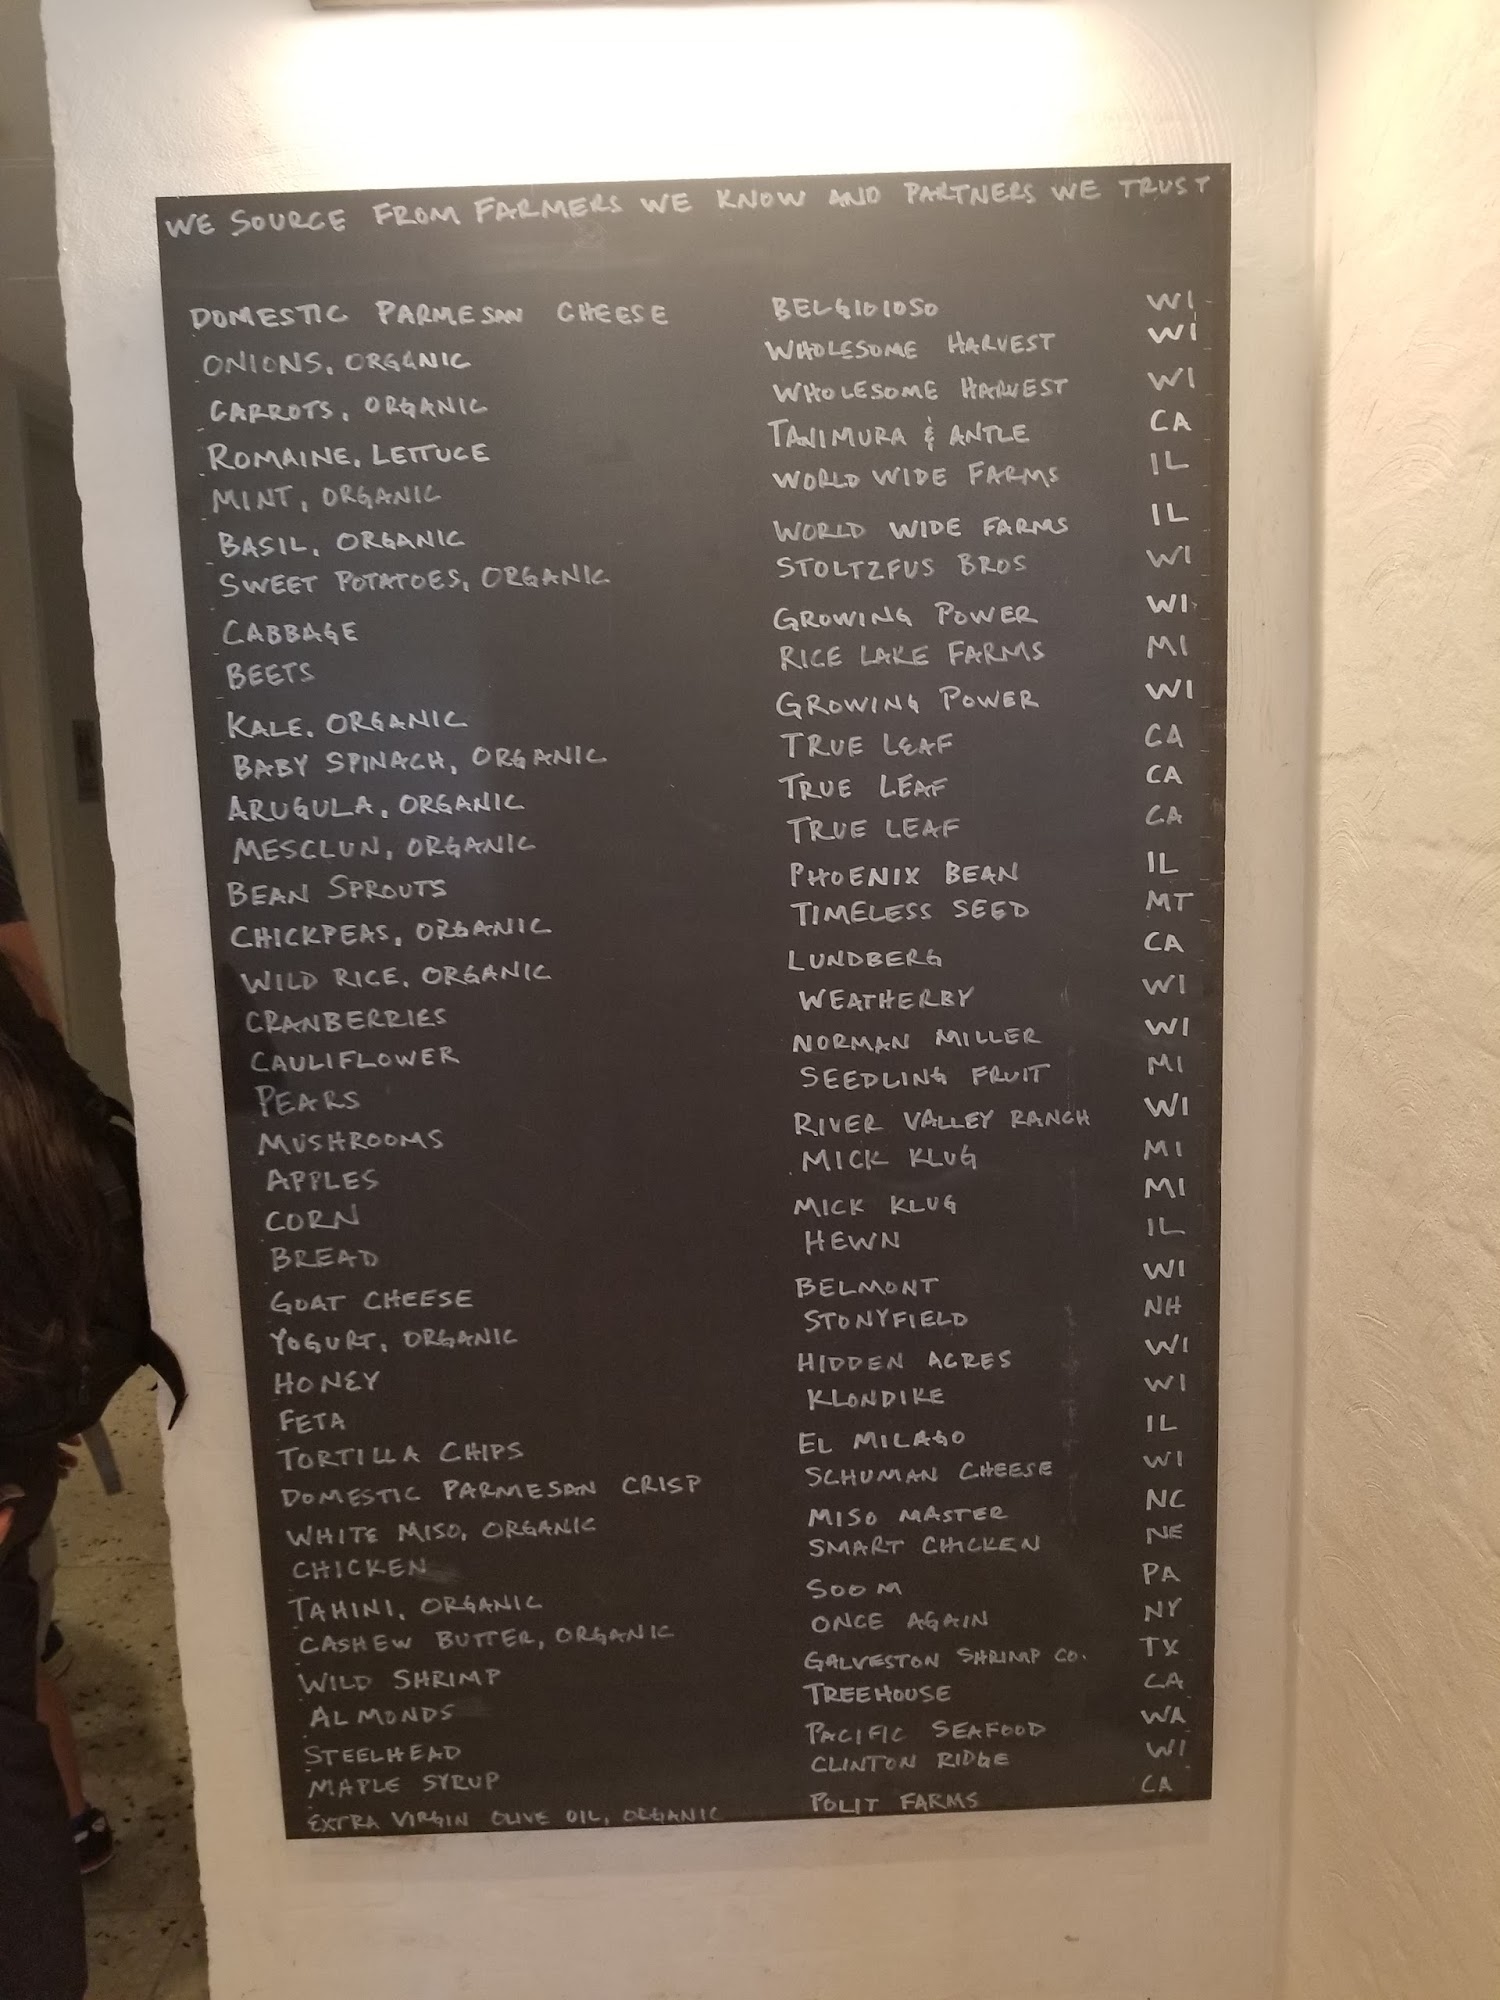 WE SOURCE FROM FARMERS WE KNOW AND PARTNERS WE TRUST
DOMESTIC PARMESAN CHEESE BELGIOIOSO WI
ONIONS, ORGANIC WHOLESOME HARVEST WI
CARROTS, ORGANIC WHOLESOME HARVEST WI
ROMAINE, LETTUCE TANIMURA & ANTLE CA
MINT, ORGANIC WORLD WIDE FARMS IL
BASIL, ORGANIC WORLD WIDE FARMS IL
SWEET POTATOES, ORGANIC STOLTZFUS BROS WI
CABBAGE GROWING POWER WI
BEETS RICE LAKE FARMS MI
KALE, ORGANIC GROWING POWER WI
BABY SPINACH, ORGANIC TRUE LEAF CA
ARUGULA, ORGANIC TRUE LEAF CA
MESCLUN, ORGANIC TRUE LEAF CA
BEAN SPROUTS PHOENIX BEAN IL
CHICKPEAS, ORGANIC TIMELESS SEED MT
WILD RICE, ORGANIC LUNDBERG CA
CRANBERRIES WEATHERBY WI
CAULIFLOWER NORMAN MILLER WI
PEARS SEEDLING FRUIT MI
MUSHROOMS RIVER VALLEY RANCH WI
APPLES MICK KLUG MI
CORN MICK KLUG MI
BREAD HEWN IL
GOAT CHEESE BELMONT WI
YOGURT, ORGANIC STONYFIELD NH
HONEY HIDDEN ACRES WI
FETA KLONDIKE WI
TORTILLA CHIPS EL MILAGO IL
DOMESTIC PARMESAN CRISP SCHUMAN CHEESE WI
WHITE MISO, ORGANIC MISO MASTER NC
CHICKEN SMART CHICKEN NE
TAHINI, ORGANIC SOOM PA
CASHEW BUTTER, ORGANIC ONCE AGAIN NY
WILD SHRIMP GALVESTON SHRIMP CO. TX
ALMONDS TREEHOUSE CA
STEELHEAD PACIFIC SEAFOOD WA
MAPLE SYRUP CLINTON RIDGE WI
EXTRA VIRGIN OLIVE OIL, ORGANIC POLIT FARMS CA